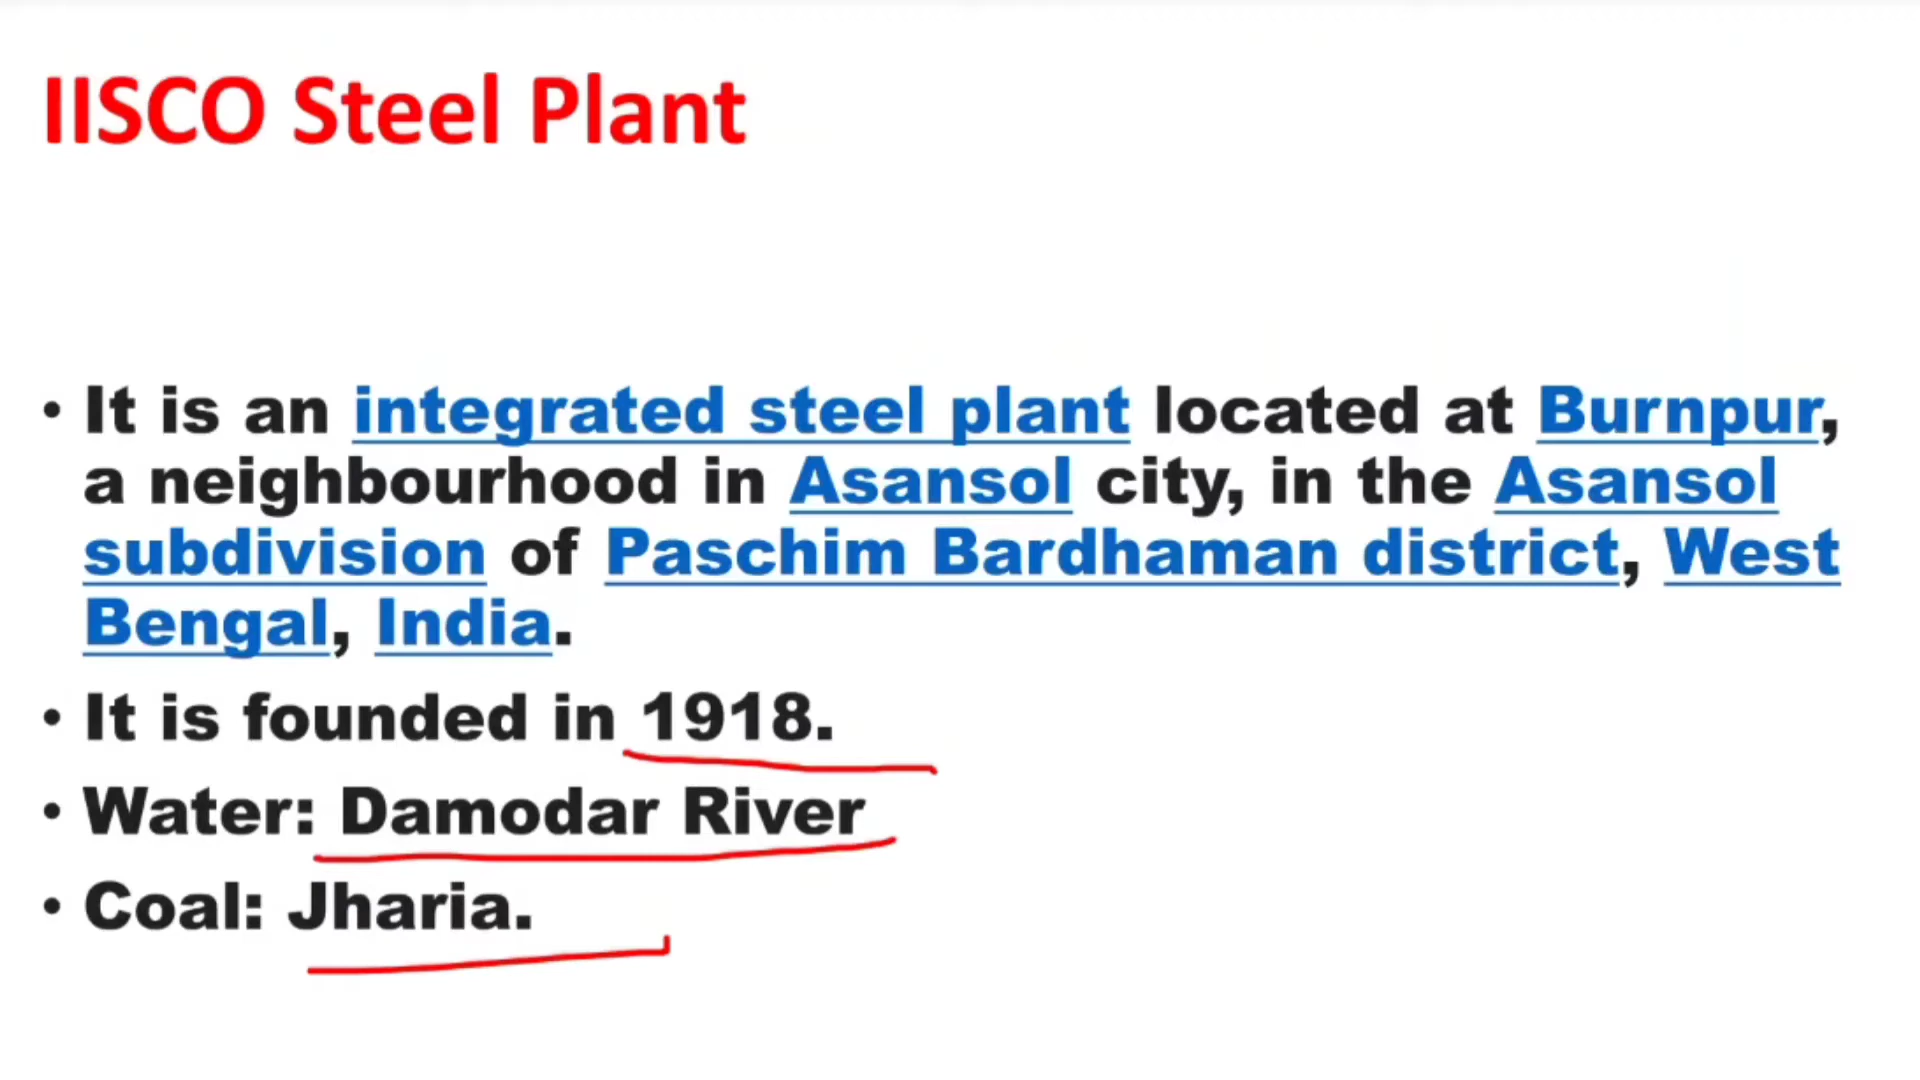 IISCO Steel Plant
• It is an integrated steel plant located at Burnpur,
a neighbourhood in Asansol city, in the Asansol
subdivision of Paschim Bardhaman district, West
Bengal, India.
• It is founded in 1918.
• Water: Damodar River
• Coal: Jharia.